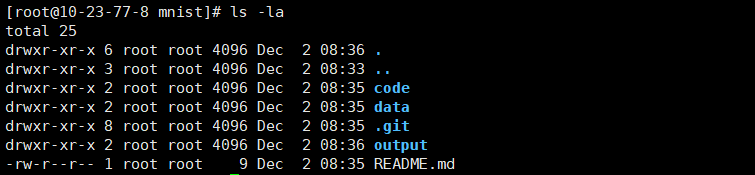 [root@10-23-77-8 mnist]# ls -la
total 25
drwxr-xr-x 6 root root 4096 Dec  2 08:36 .
drwxr-xr-x 3 root root 4096 Dec  2 08:33 ..
drwxr-xr-x 2 root root 4096 Dec  2 08:35 code
drwxr-xr-x 2 root root 4096 Dec  2 08:35 data
drwxr-xr-x 8 root root 4096 Dec  2 08:35 .git
drwxr-xr-x 2 root root 4096 Dec  2 08:36 output
-rw-r--r-- 1 root root    9 Dec  2 08:35 README.md